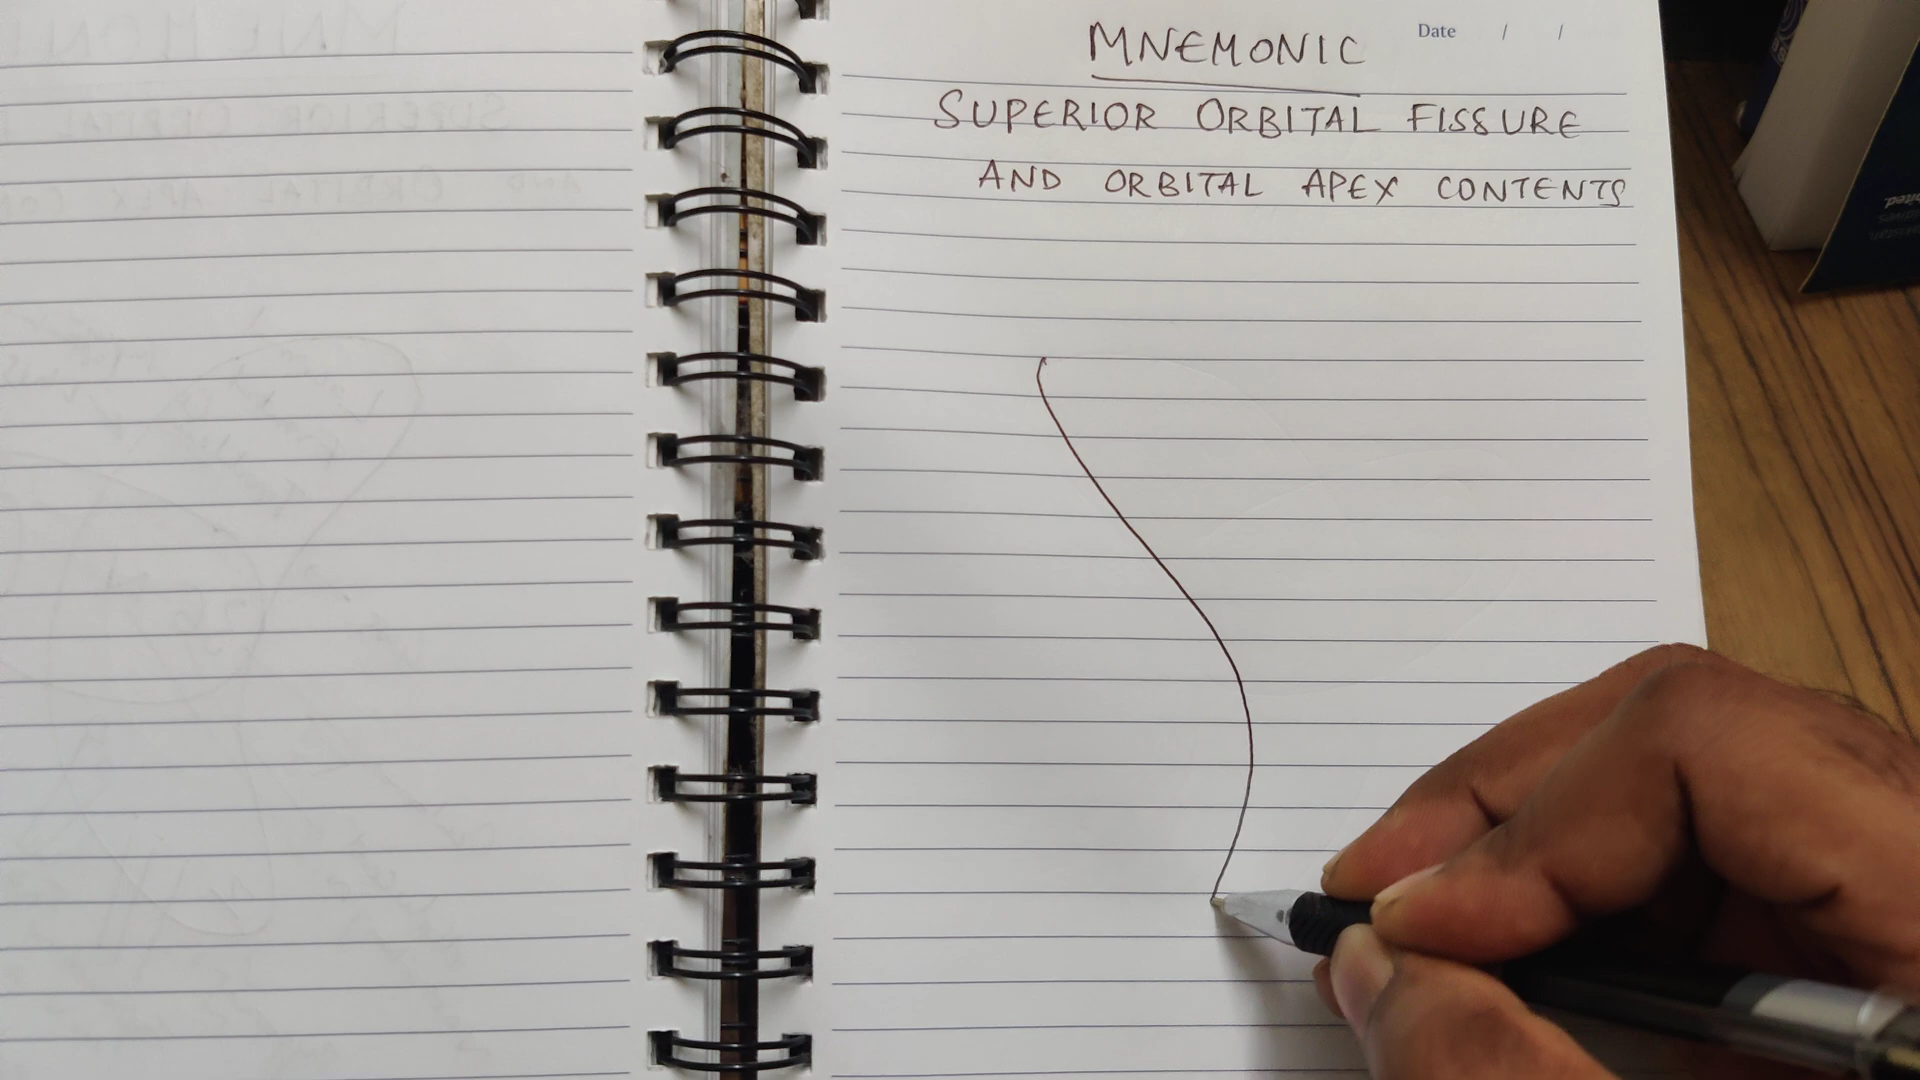 MNEMONIC
Date / /
SUPERIOR ORBITAL FISSURE
AND ORBITAL APEX CONTENTS